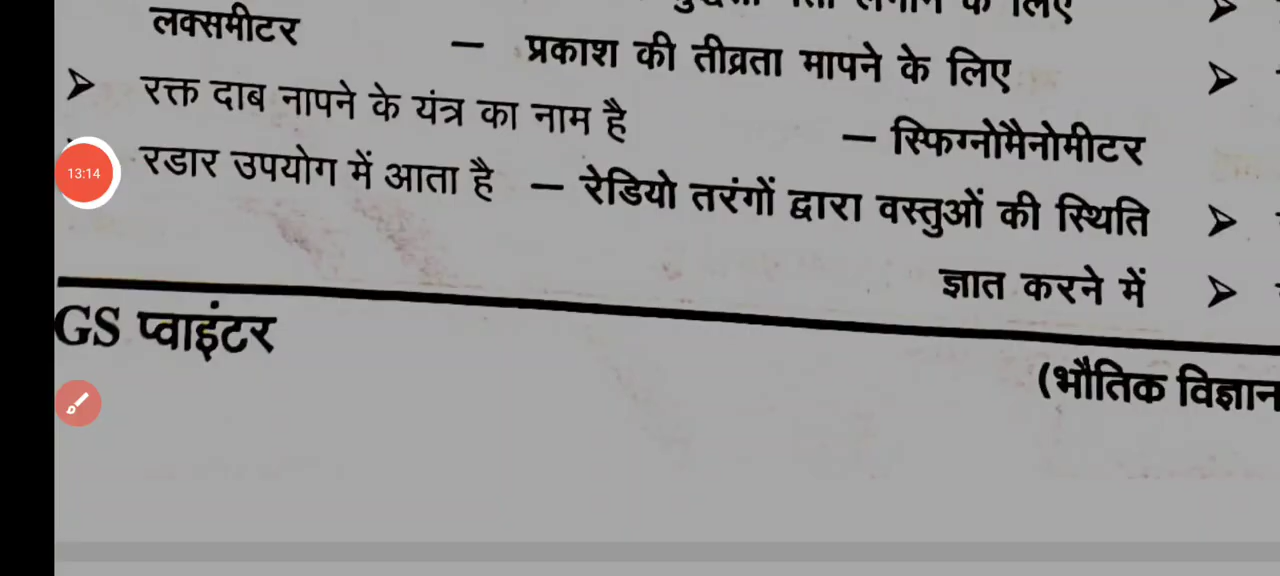 के लिए
लक्समीटर — प्रकाश की तीव्रता मापने के लिए
➤ रक्त दाब नापने के यंत्र का नाम है — स्फिग्नोमैनोमीटर
13:14
रडार उपयोग में आता है — रेडियो तरंगों द्वारा वस्तुओं की स्थिति
ज्ञात करने में
GS प्वाइंटर
(भौतिक विज्ञान